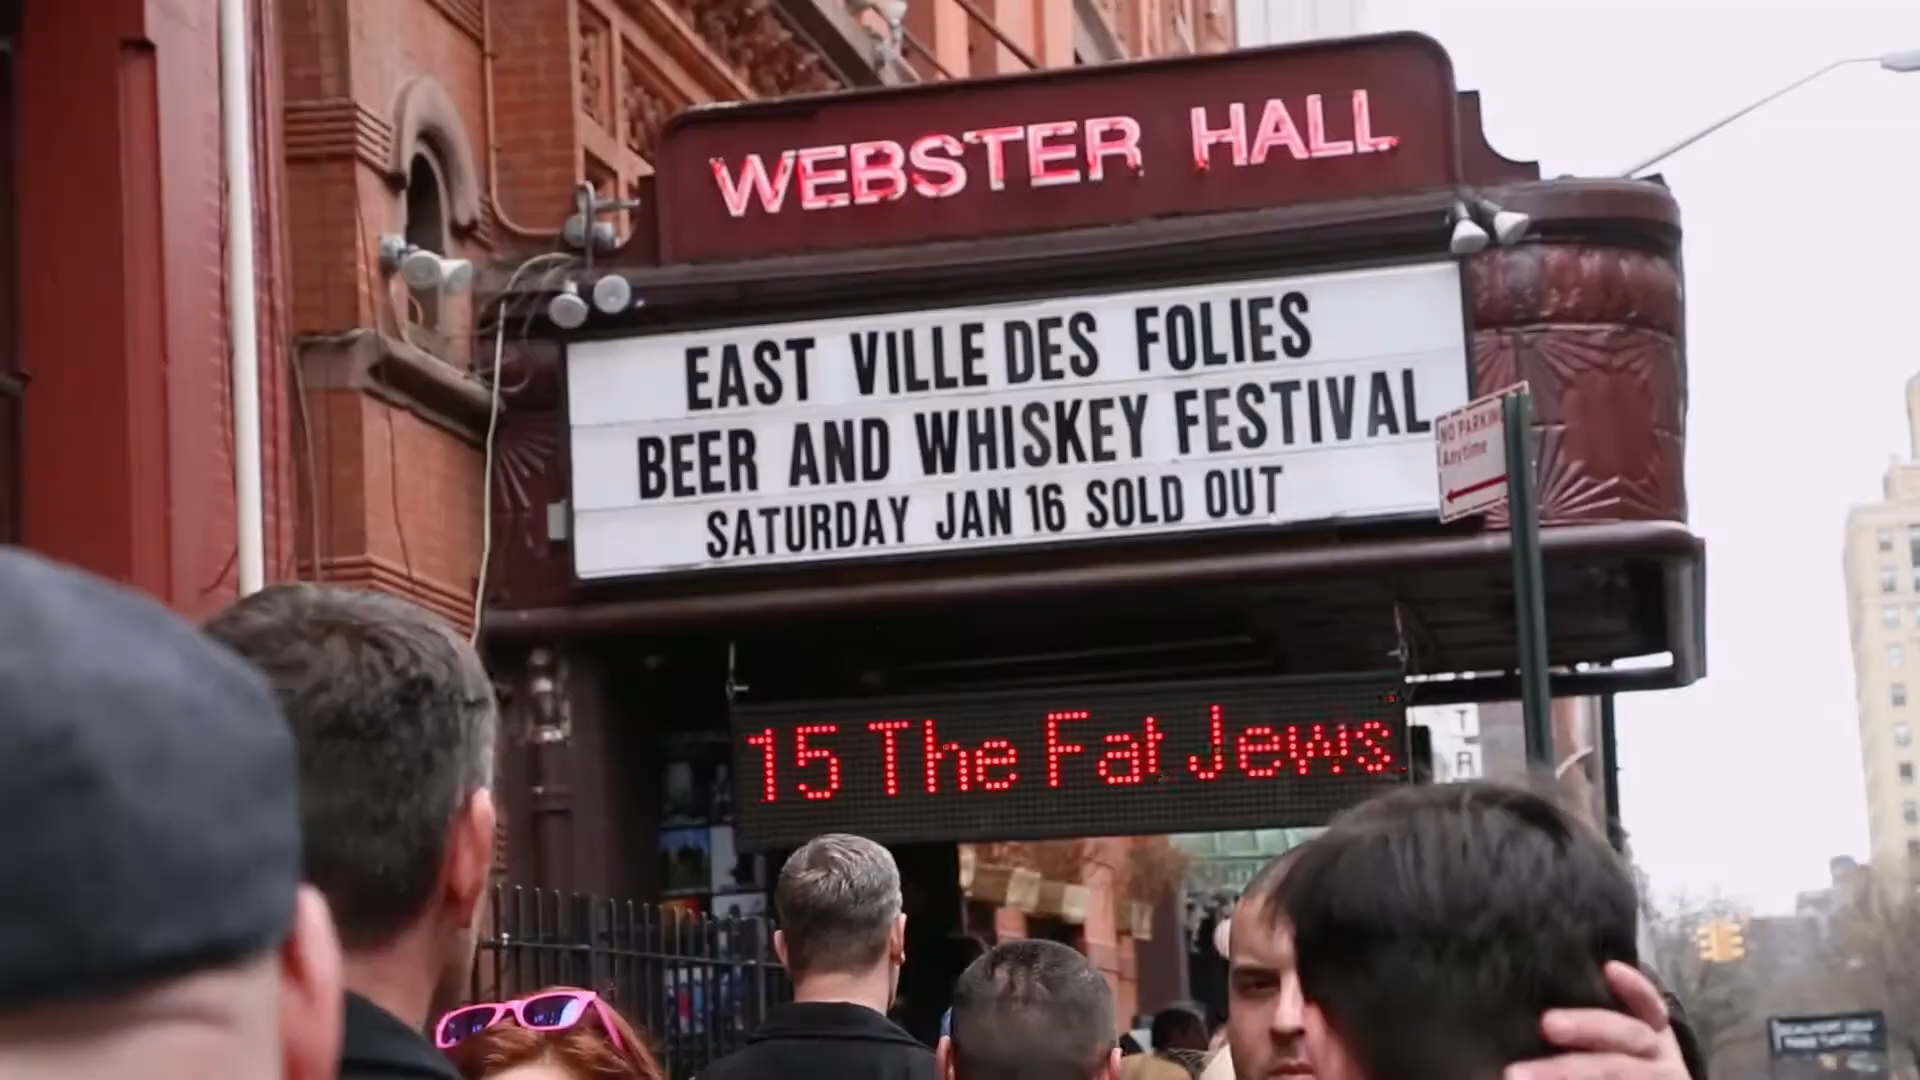 WEBSTER HALL
EAST VILLE DES FOLIES
BEER AND WHISKEY FESTIVAL
SATURDAY JAN 16 SOLD OUT
NO PARKIN
Anytime
15 The Fat Jews